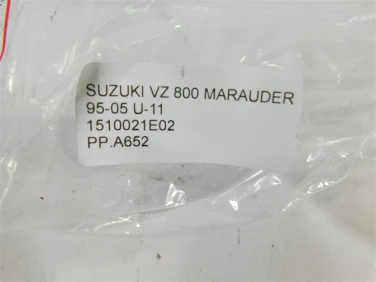 SUZUKI VZ 800 MARAUDER
95-05 U-11
1510021E02
PP.A652